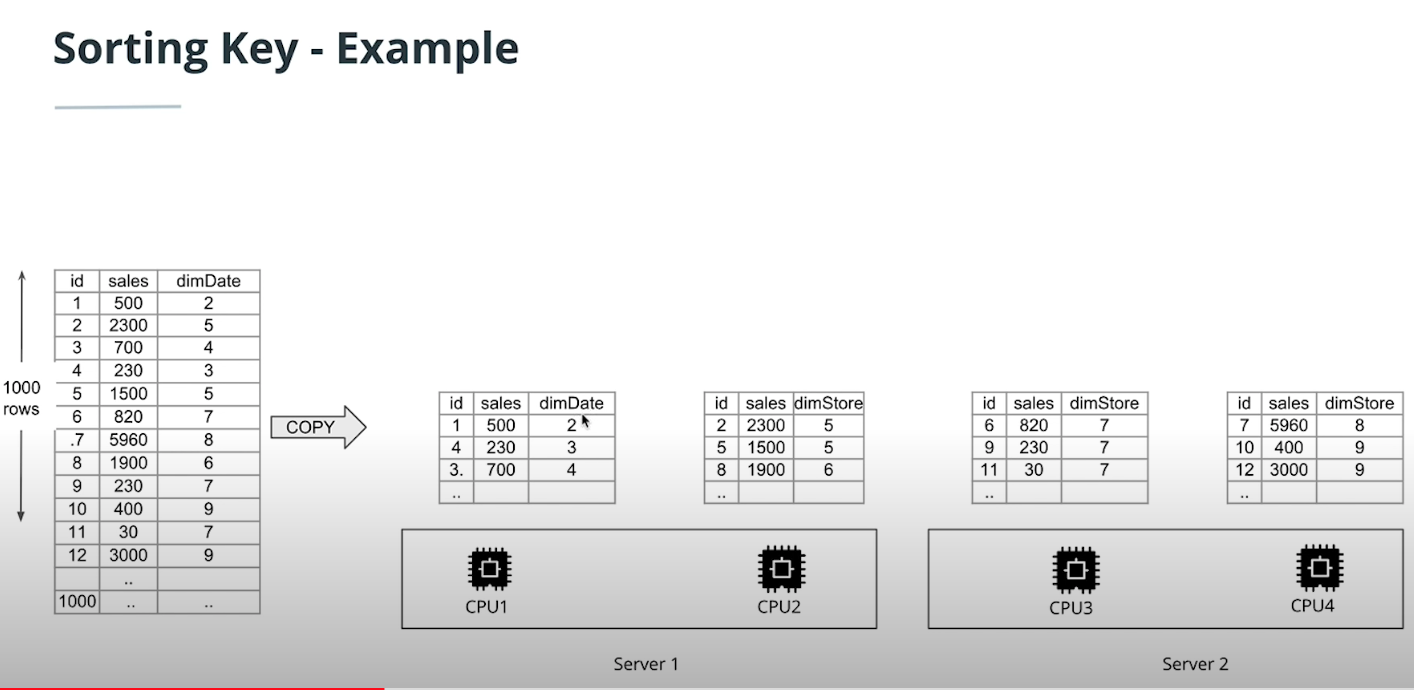 Sorting Key - Example
1000
rows
id sales dimDate
1 500 2
2 2300 5
3 700 4
4 230 3
5 1500 5
6 820 7
.7 5960 8
8 1900 6
9 230 7
10 400 9
11 30 7
12 3000 9
..
1000 .. ..
COPY
id sales dimDate
1 500 2
4 230 3
3. 700 4
..
id sales dimStore
2 2300 5
5 1500 5
8 1900 6
..
id sales dimStore
6 820 7
9 230 7
11 30 7
..
id sales dimStore
7 5960 8
10 400 9
12 3000 9
..
CPU1
CPU2
CPU3
CPU4
Server 1
Server 2